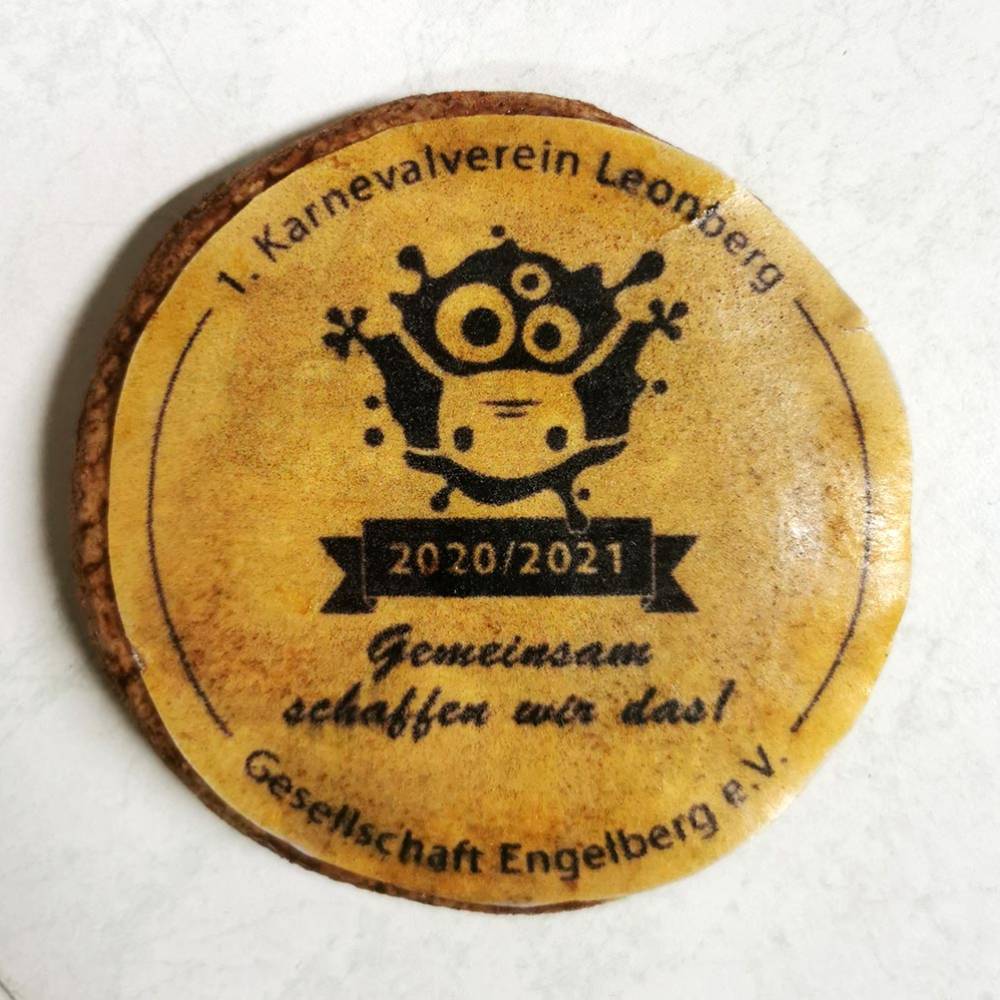 1. Karnevalverein Leonberg
2020/2021
Gemeinsam
schaffen wir das!
Gesellschaft Engelberg e.V.